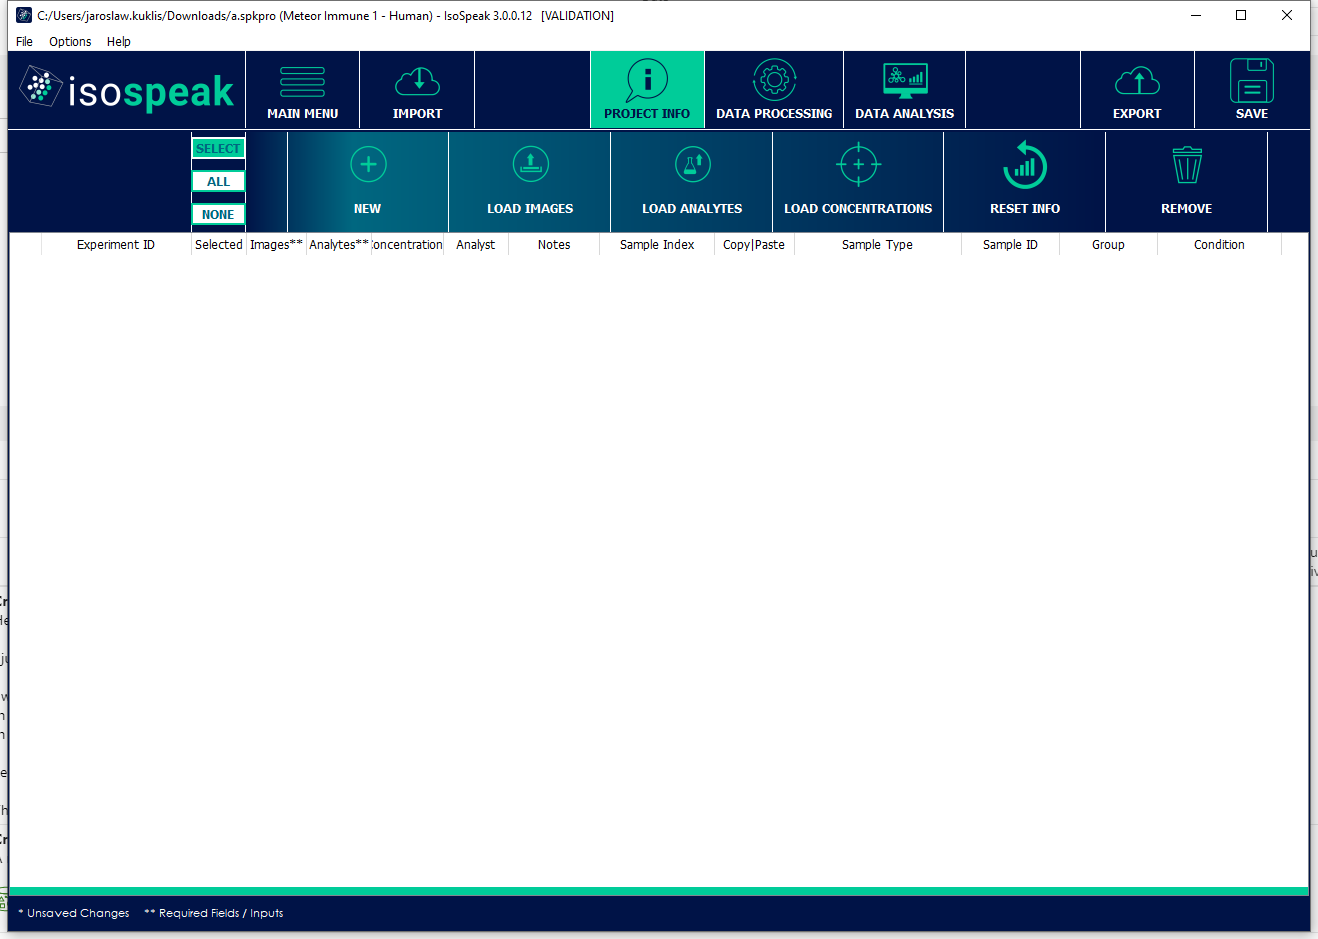 C:/Users/jaroslaw.kuklis/Downloads/a.spkpro (Meteor Immune 1 - Human) - IsoSpeak 3.0.0.12 [VALIDATION]
File Options Help
isospeak
MAIN MENU IMPORT PROJECT INFO DATA PROCESSING DATA ANALYSIS EXPORT SAVE
SELECT
ALL
NONE
NEW LOAD IMAGES LOAD ANALYTES LOAD CONCENTRATIONS RESET INFO REMOVE
Experiment ID Selected Images** Analytes** oncentration Analyst Notes Sample Index Copy|Paste Sample Type Sample ID Group Condition
* Unsaved Changes ** Required Fields / Inputs